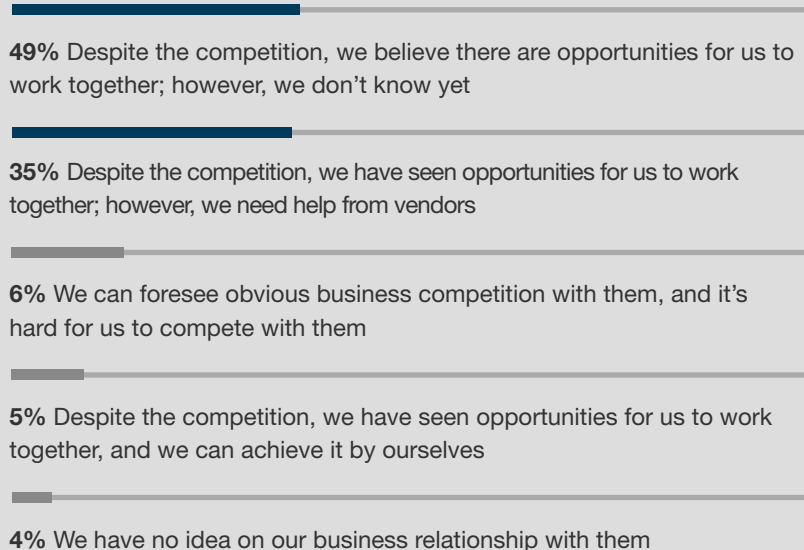 49% Despite the competition, we believe there are opportunities for us to
work together; however, we don’t know yet
35% Despite the competition, we have seen opportunities for us to work
together; however, we need help from vendors
6% We can foresee obvious business competition with them, and it’s
hard for us to compete with them
5% Despite the competition, we have seen opportunities for us to work
together, and we can achieve it by ourselves
4% We have no idea on our business relationship with them